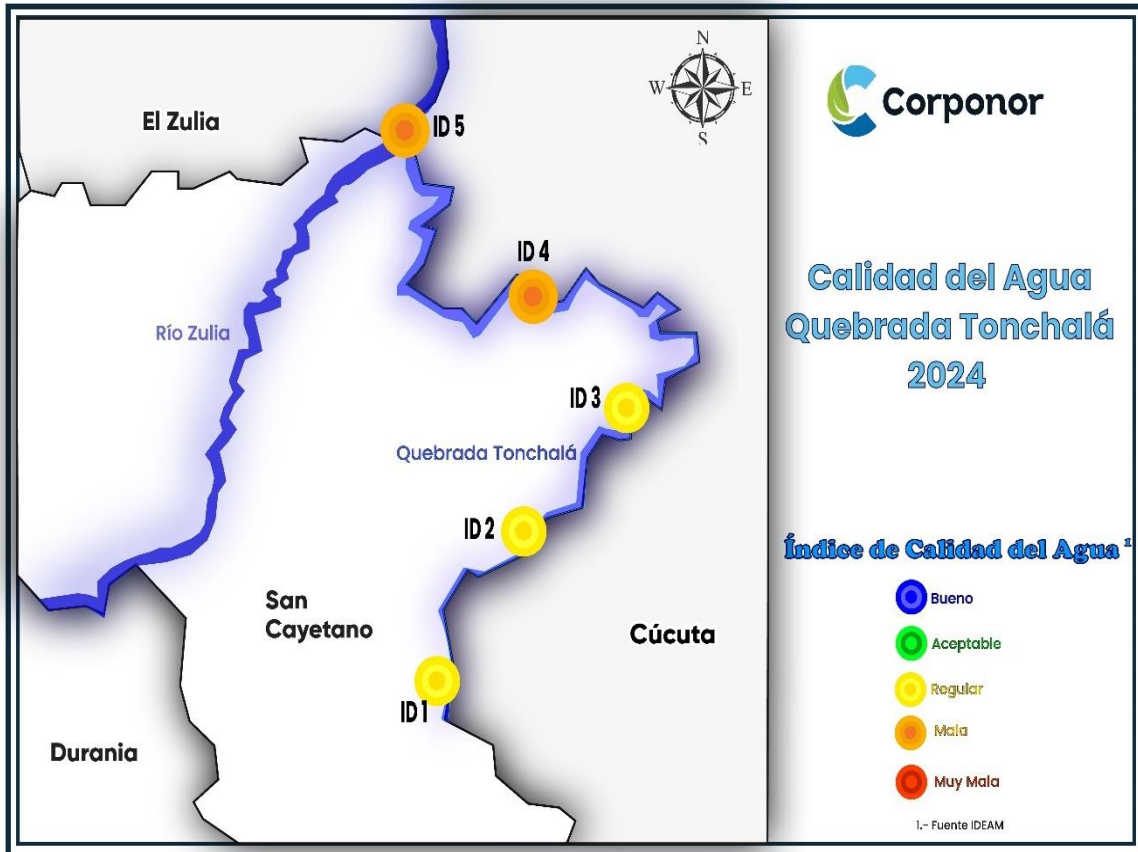 N
W
E
S
El Zulia
ID 5
ID 4
Río Zulia
ID 3
Quebrada Tonchalá
ID 2
San
Cayetano
Cúcuta
ID 1
Durania
Corponor
Calidad del Agua
Quebrada Tonchalá
2024
Índice de Calidad del Agua ¹
Bueno
Aceptable
Regular
Mala
Muy Mala
1.- Fuente IDEAM